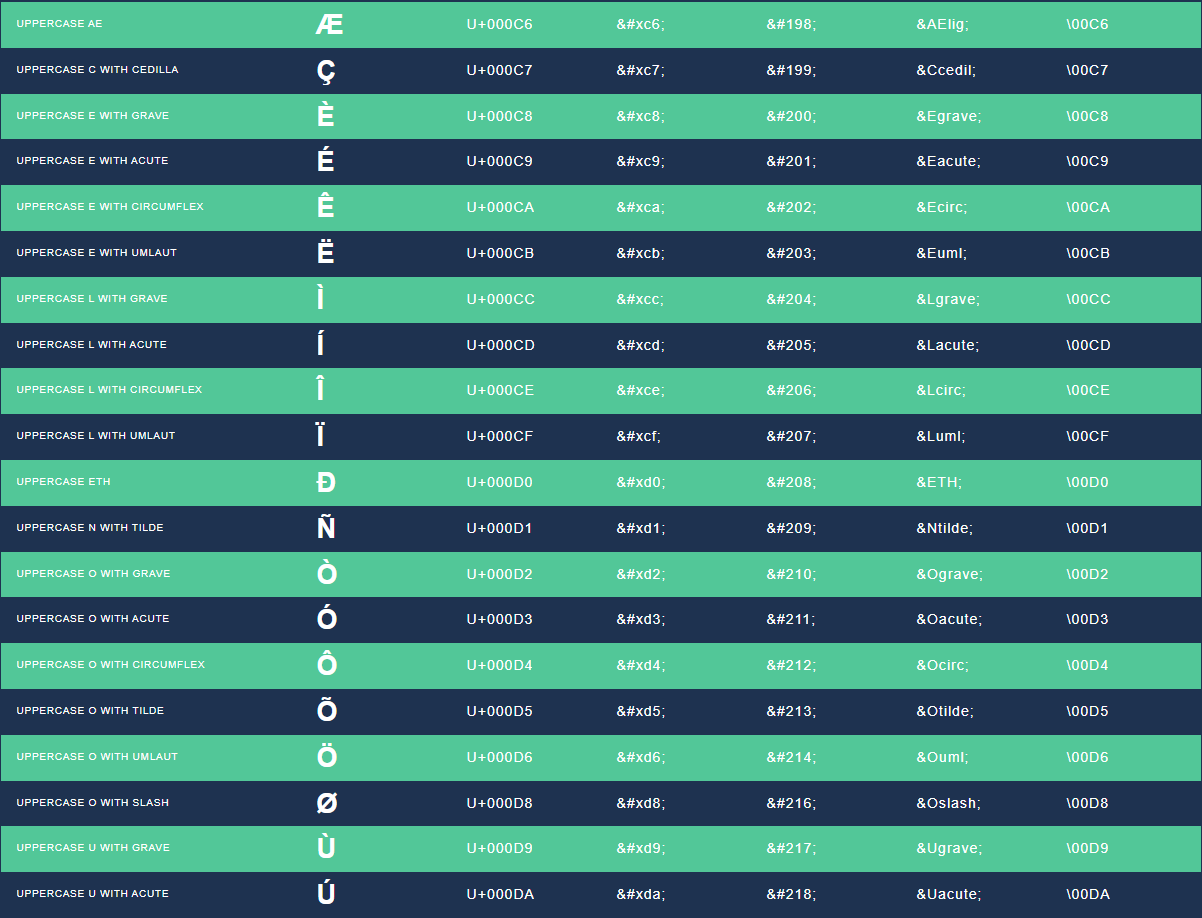 UPPERCASE AE Æ U+000C6 &#xc6; &#198; &AElig; \00C6
UPPERCASE C WITH CEDILLA Ç U+000C7 &#xc7; &#199; &Ccedil; \00C7
UPPERCASE E WITH GRAVE È U+000C8 &#xc8; &#200; &Egrave; \00C8
UPPERCASE E WITH ACUTE É U+000C9 &#xc9; &#201; &Eacute; \00C9
UPPERCASE E WITH CIRCUMFLEX Ê U+000CA &#xca; &#202; &Ecirc; \00CA
UPPERCASE E WITH UMLAUT Ë U+000CB &#xcb; &#203; &Euml; \00CB
UPPERCASE L WITH GRAVE Ì U+000CC &#xcc; &#204; &Lgrave; \00CC
UPPERCASE L WITH ACUTE Í U+000CD &#xcd; &#205; &Lacute; \00CD
UPPERCASE L WITH CIRCUMFLEX Î U+000CE &#xce; &#206; &Lcirc; \00CE
UPPERCASE L WITH UMLAUT Ï U+000CF &#xcf; &#207; &Luml; \00CF
UPPERCASE ETH Ð U+000D0 &#xd0; &#208; &ETH; \00D0
UPPERCASE N WITH TILDE Ñ U+000D1 &#xd1; &#209; &Ntilde; \00D1
UPPERCASE O WITH GRAVE Ò U+000D2 &#xd2; &#210; &Ograve; \00D2
UPPERCASE O WITH ACUTE Ó U+000D3 &#xd3; &#211; &Oacute; \00D3
UPPERCASE O WITH CIRCUMFLEX Ô U+000D4 &#xd4; &#212; &Ocirc; \00D4
UPPERCASE O WITH TILDE Õ U+000D5 &#xd5; &#213; &Otilde; \00D5
UPPERCASE O WITH UMLAUT Ö U+000D6 &#xd6; &#214; &Ouml; \00D6
UPPERCASE O WITH SLASH Ø U+000D8 &#xd8; &#216; &Oslash; \00D8
UPPERCASE U WITH GRAVE Ù U+000D9 &#xd9; &#217; &Ugrave; \00D9
UPPERCASE U WITH ACUTE Ú U+000DA &#xda; &#218; &Uacute; \00DA